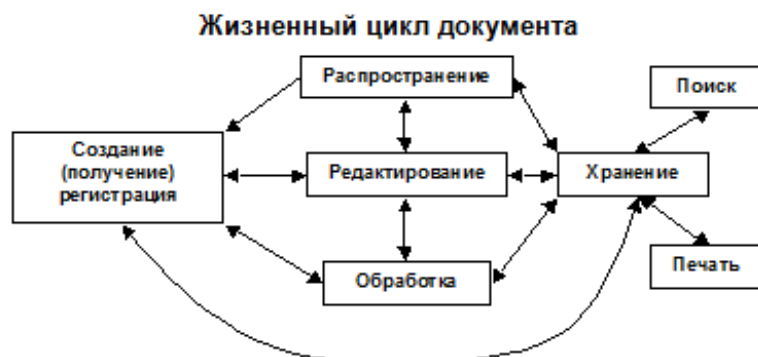 Жизненный цикл документа
Распространение
Поиск
Создание
(получение)
регистрация
Редактирование
Хранение
Обработка
Печать